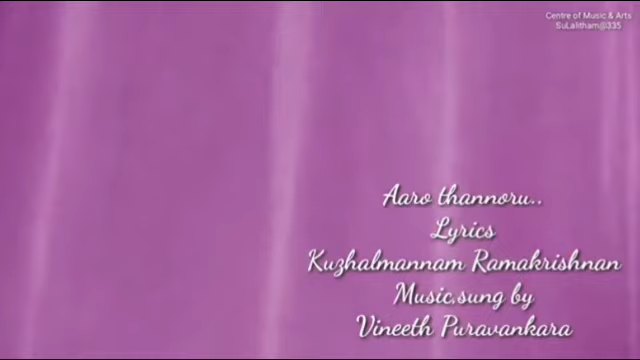 Centre of Music & Arts
SuLalitham@335
Aaro thannoru..
Lyrics
Kuzhalmannam Ramakrishnan
Music,sung by
Vineeth Puravankara